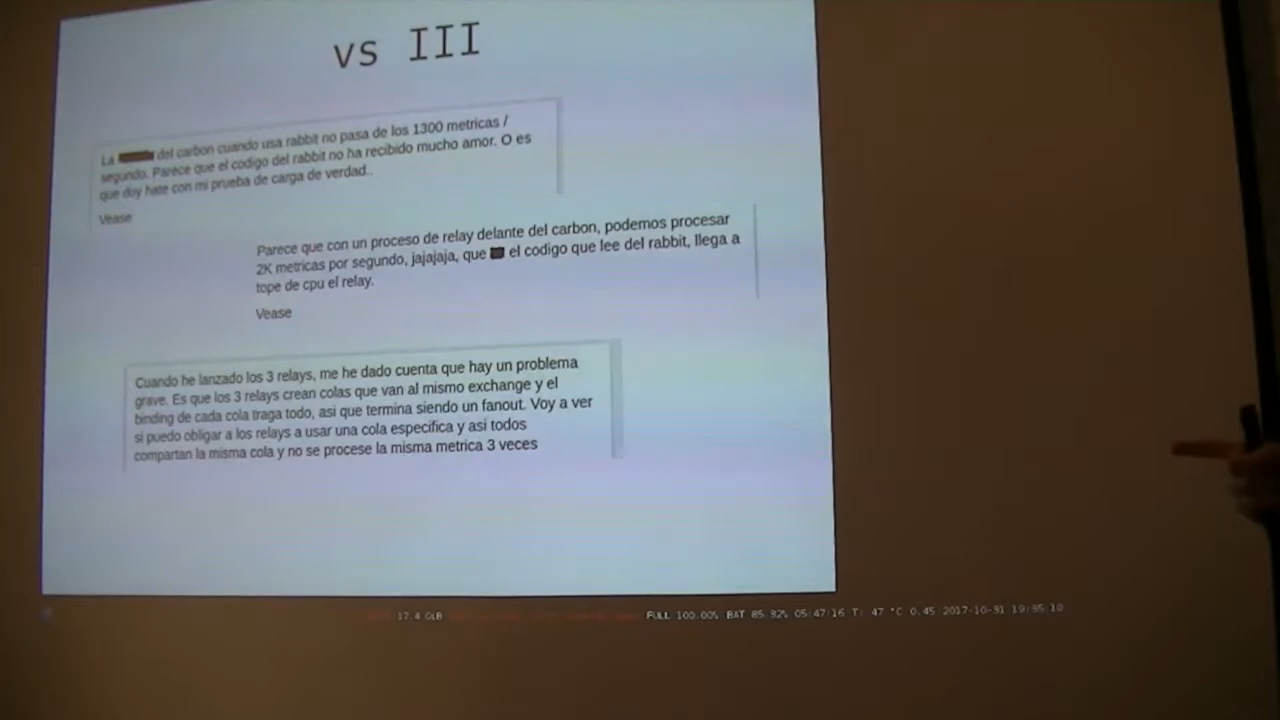 vs III
La del carbon cuando usa rabbit no pasa de los 1300 metricas /
segundo. Parece que el codigo del rabbit no ha recibido mucho amor. O es
que doy hate con mi prueba de carga de verdad..
Vease
Parece que con un proceso de relay delante del carbon, podemos procesar
2K metricas por segundo, jajajaja, que el codigo que lee del rabbit, llega a
tope de cpu el relay.
Vease
Cuando he lanzado los 3 relays, me he dado cuenta que hay un problema
grave. Es que los 3 relays crean colas que van al mismo exchange y el
binding de cada cola traga todo, asi que termina siendo un fanout. Voy a ver
si puedo obligar a los relays a usar una cola especifica y asi todos
compartan la misma cola y no se procese la misma metrica 3 veces
17.4 GiB FULL 100.00% BAT 85.92% 05:47:16 T: 47 °C 0.45 2017-10-31